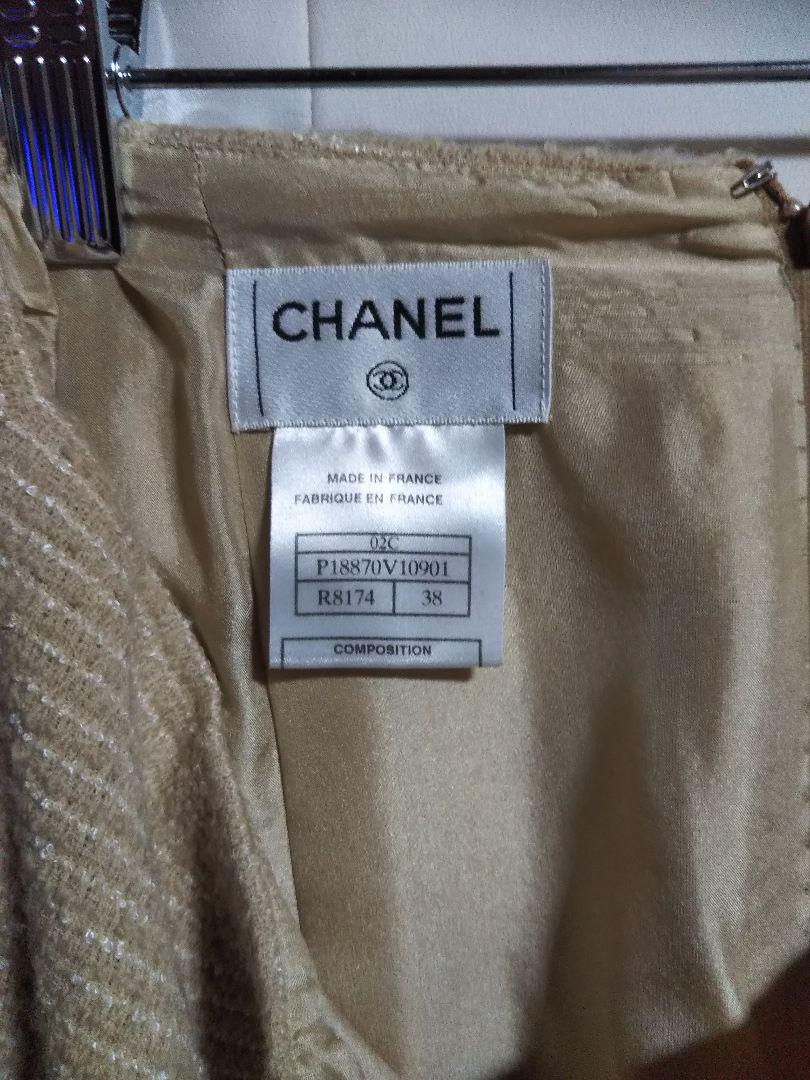 CHANEL
MADE IN FRANCE
FABRIQUE EN FRANCE
02C
P18870V10901
R8174 38
COMPOSITION